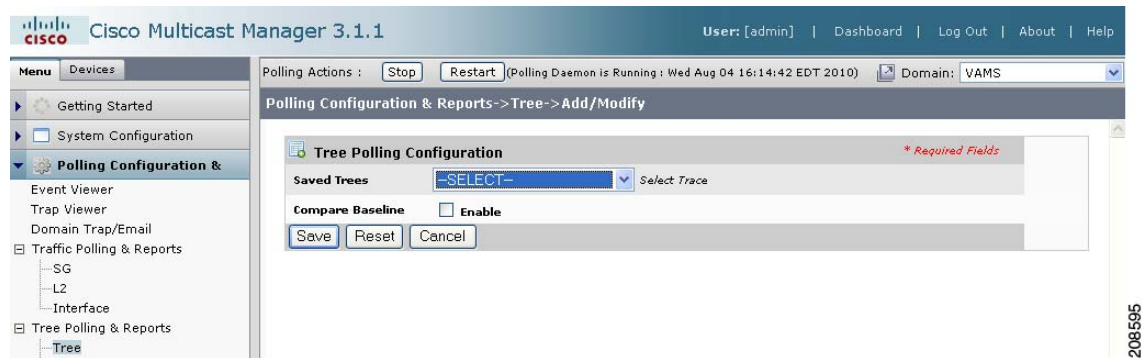 CISCO Cisco Multicast Manager 3.1.1 User: [admin] | Dashboard | Log Out | About | Help
Menu Devices
Polling Actions : Stop Restart (Polling Daemon is Running : Wed Aug 04 16:14:42 EDT 2010) Domain: VAMS
Getting Started
System Configuration
Polling Configuration &
Event Viewer
Trap Viewer
Domain Trap/Email
Traffic Polling & Reports
SG
L2
Interface
Tree Polling & Reports
Tree
Polling Configuration & Reports->Tree->Add/Modify
Tree Polling Configuration * Required Fields
Saved Trees --SELECT-- Select Trace
Compare Baseline Enable
Save Reset Cancel
208595